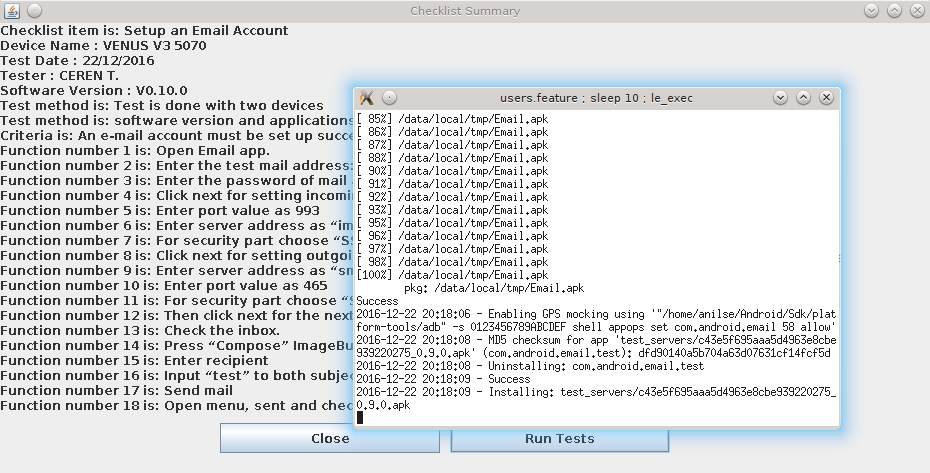 Checklist Summary
Checklist item is: Setup an Email Account
Device Name : VENUS V3 5070
Test Date : 22/12/2016
Tester : CEREN T.
Software Version : V0.10.0
Test method is: Test is done with two devices
Test method is: software version and applications
Criteria is: An e-mail account must be set up
Function number 1 is: Open Email app.
Function number 2 is: Enter the test mail address:
Function number 3 is: Enter the password of mail
Function number 4 is: Click next for setting
Function number 5 is: Enter port value as 993
Function number 6 is: Enter server address as
Function number 7 is: For security part choose
Function number 8 is: Click next for setting
Function number 9 is: Enter server address as
Function number 10 is: Enter port value as 465
Function number 11 is: For security part choose
Function number 12 is: Then click next for the
Function number 13 is: Check the inbox.
Function number 14 is: Press “Compose”
Function number 15 is: Enter recipient
Function number 16 is: Input “test” to both
Function number 17 is: Send mail
Function number 18 is: Open menu, sent and
Close
Run Tests
users.feature ; sleep 10 ; le_exec
[ 85%] /data/local/tmp/Email.apk
[ 86%] /data/local/tmp/Email.apk
[ 87%] /data/local/tmp/Email.apk
[ 88%] /data/local/tmp/Email.apk
[ 90%] /data/local/tmp/Email.apk
[ 91%] /data/local/tmp/Email.apk
[ 92%] /data/local/tmp/Email.apk
[ 93%] /data/local/tmp/Email.apk
[ 95%] /data/local/tmp/Email.apk
[ 96%] /data/local/tmp/Email.apk
[ 97%] /data/local/tmp/Email.apk
[ 98%] /data/local/tmp/Email.apk
[100%] /data/local/tmp/Email.apk
pkg: /data/local/tmp/Email.apk
Success
2016-12-22 20:18:06 - Enabling GPS mocking using '"/home/anilse/Android/Sdk/plat
form-tools/adb" -s 0123456789ABCDEF shell appops set com.android.email 58 allow'
2016-12-22 20:18:08 - MD5 checksum for app 'test_servers/c43e5f695aaa5d4963e8cbe
939220275_0.9.0.apk' (com.android.email.test): dfd90140a5b704a63d07631cf14fcf5d
2016-12-22 20:18:08 - Uninstalling: com.android.email.test
2016-12-22 20:18:09 - Success
2016-12-22 20:18:09 - Installing: test_servers/c43e5f695aaa5d4963e8cbe939220275_
0.9.0.apk